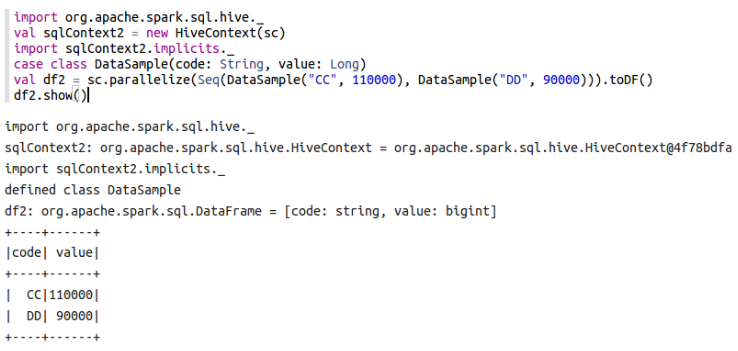 import org.apache.spark.sql.hive._
val sqlContext2 = new HiveContext(sc)
import sqlContext2.implicits._
case class DataSample(code: String, value: Long)
val df2 = sc.parallelize(Seq(DataSample("CC", 110000), DataSample("DD", 90000))).toDF()
df2.show()
import org.apache.spark.sql.hive._
sqlContext2: org.apache.spark.sql.hive.HiveContext = org.apache.spark.sql.hive.HiveContext@4f78bdfa
import sqlContext2.implicits._
defined class DataSample
df2: org.apache.spark.sql.DataFrame = [code: string, value: bigint]
+----+------+
|code| value|
+----+------+
|  CC|110000|
|  DD| 90000|
+----+------+